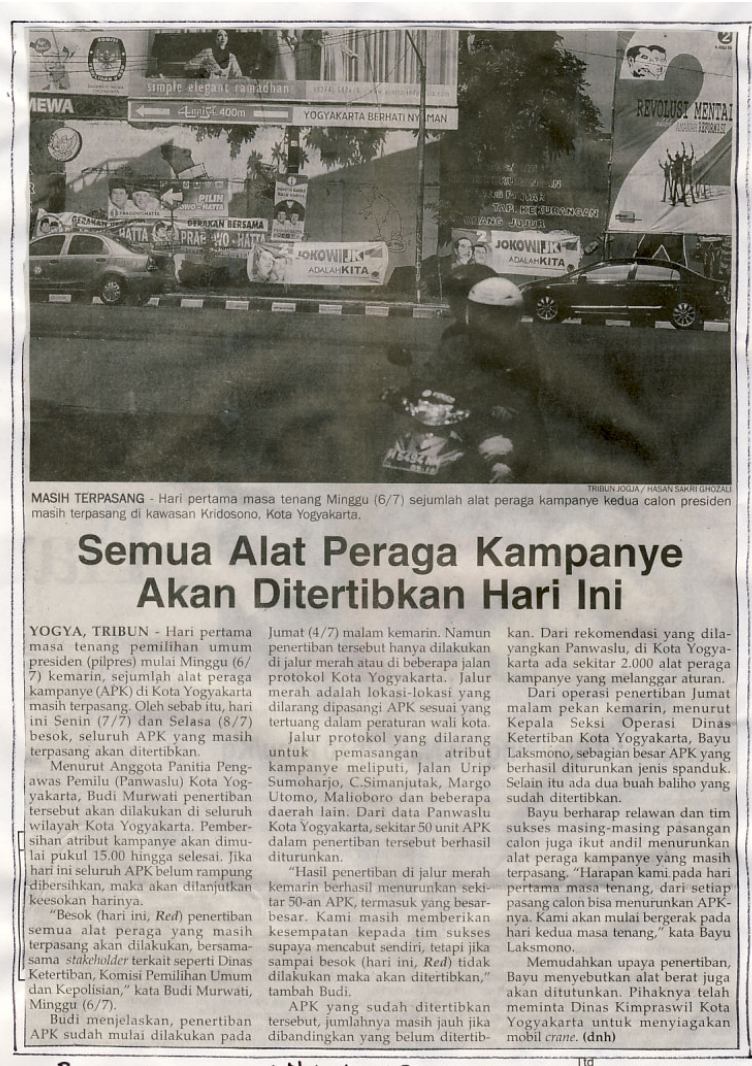 KOMISI
2
simple elegant ramadhan
MEWA
400m
YOGYAKARTA BERHATI NYAMAN
REVOLUSI MENTAL
PILIH
GERAKAN BERSAMA
HATTA
PRABOWO-HATTA
JOKOWI JK
ADALAH KITA
2
JOKOWI JK
ADALAH KITA
KEKURANGAN
TAPI KEKURANGAN
ORANG JUJUR
TRIBUN JOGJA / HASAN SAKRI GHOZALI
MASIH TERPASANG - Hari pertama masa tenang Minggu (6/7) sejumlah alat peraga kampanye kedua calon presiden
masih terpasang di kawasan Kridosono, Kota Yogyakarta.
Semua Alat Peraga Kampanye
Akan Ditertibkan Hari Ini
YOGYA, TRIBUN - Hari pertama
masa tenang pemilihan umum
presiden (pilpres) mulai Minggu (6/
7) kemarin, sejumlah alat peraga
kampanye (APK) di Kota Yogyakarta
masih terpasang. Oleh sebab itu, hari
ini Senin (7/7) dan Selasa (8/7)
besok, seluruh APK yang masih
terpasang akan ditertibkan.
Menurut Anggota Panitia Peng-
awas Pemilu (Panwaslu) Kota Yog-
yakarta, Budi Murwati penertiban
tersebut akan dilakukan di seluruh
wilayah Kota Yogyakarta. Pember-
sihan atribut kampanye akan dimu-
lai pukul 15.00 hingga selesai. Jika
hari ini seluruh APK belum rampung
dibersihkan, maka akan dilanjutkan
keesokan harinya.
"Besok (hari ini, Red) penertiban
semua alat peraga yang masih
terpasang akan dilakukan, bersama-
sama stakeholder terkait seperti Dinas
Ketertiban, Komisi Pemilihan Umum
dan Kepolisian," kata Budi Murwati,
Minggu (6/7).
Budi menjelaskan, penertiban
APK sudah mulai dilakukan pada
Jumat (4/7) malam kemarin. Namun
penertiban tersebut hanya dilakukan
di jalur merah atau di beberapa jalan
protokol Kota Yogyakarta. Jalur
merah adalah lokasi-lokasi yang
dilarang dipasangi APK sesuai yang
tertuang dalam peraturan wali kota.
Jalur protokol yang dilarang
untuk pemasangan atribut
kampanye meliputi, Jalan Urip
Sumoharjo, C.Simanjutak, Margo
Utomo, Malioboro dan beberapa
daerah lain. Dari data Panwaslu
Kota Yogyakarta, sekitar 50 unit APK
dalam penertiban tersebut berhasil
diturunkan.
"Hasil penertiban di jalur merah
kemarin berhasil menurunkan seki-
tar 50-an APK, termasuk yang besar-
besar. Kami masih memberikan
kesempatan kepada tim sukses
supaya mencabut sendiri, tetapi jika
sampai besok (hari ini, Red) tidak
dilakukan maka akan ditertibkan,"
tambah Budi.
APK yang sudah ditertibkan
tersebut, jumlahnya masih jauh jika
dibandingkan yang belum ditertib-
kan. Dari rekomendasi yang dila-
yangkan Panwaslu, di Kota Yogya-
karta ada sekitar 2.000 alat peraga
kampanye yang melanggar aturan.
Dari operasi penertiban Jumat
malam pekan kemarin, menurut
Kepala Seksi Operasi Dinas
Ketertiban Kota Yogyakarta, Bayu
Laksmono, sebagian besar APK yang
berhasil diturunkan jenis spanduk.
Selain itu ada dua buah baliho yang
sudah ditertibkan.
Bayu berharap relawan dan tim
sukses masing-masing pasangan
calon juga ikut andil menurunkan
alat peraga kampanye yang masih
terpasang. "Harapan kami pada hari
pertama masa tenang, dari setiap
pasang calon bisa menurunkan APK-
nya. Kami akan mulai bergerak pada
hari kedua masa tenang," kata Bayu
Laksmono.
Memudahkan upaya penertiban,
Bayu menyebutkan alat berat juga
akan ditutunkan. Pihaknya telah
meminta Dinas Kimpraswil Kota
Yogyakarta untuk menyiagakan
mobil crane. (dnh)